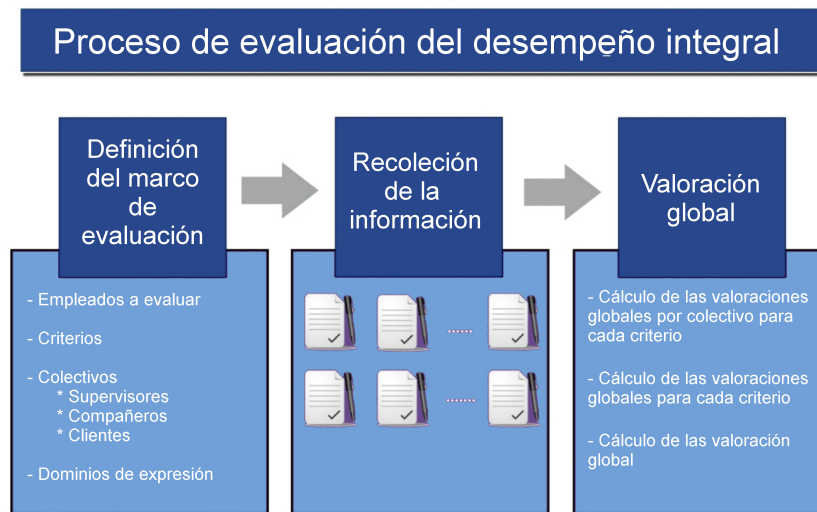 Proceso de evaluación del desempeño integral
Definición
del marco
de
evaluación
Recoleción
de la
información
Valoración
global
- Empleados a evaluar
- Criterios
- Colectivos
* Supervisores
* Compañeros
* Clientes
- Dominios de expresión
......
......
- Cálculo de las valoraciones
globales por colectivo para
cada criterio
- Cálculo de las valoraciones
globales para cada criterio
- Cálculo de las valoración
global